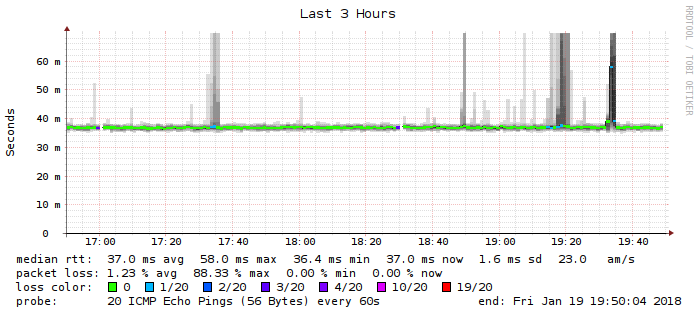 Last 3 Hours
RRDTOOL / TOBI OETIKER
Seconds
60 m
50 m
40 m
30 m
20 m
10 m
0
17:00 17:20 17:40 18:00 18:20 18:40 19:00 19:20 19:40
median rtt: 37.0 ms avg 58.0 ms max 36.4 ms min 37.0 ms now 1.6 ms sd 23.0 am/s
packet loss: 1.23 % avg 88.33 % max 0.00 % min 0.00 % now
loss color: 0 1/20 2/20 3/20 4/20 10/20 19/20
probe: 20 ICMP Echo Pings (56 Bytes) every 60s end: Fri Jan 19 19:50:04 2018